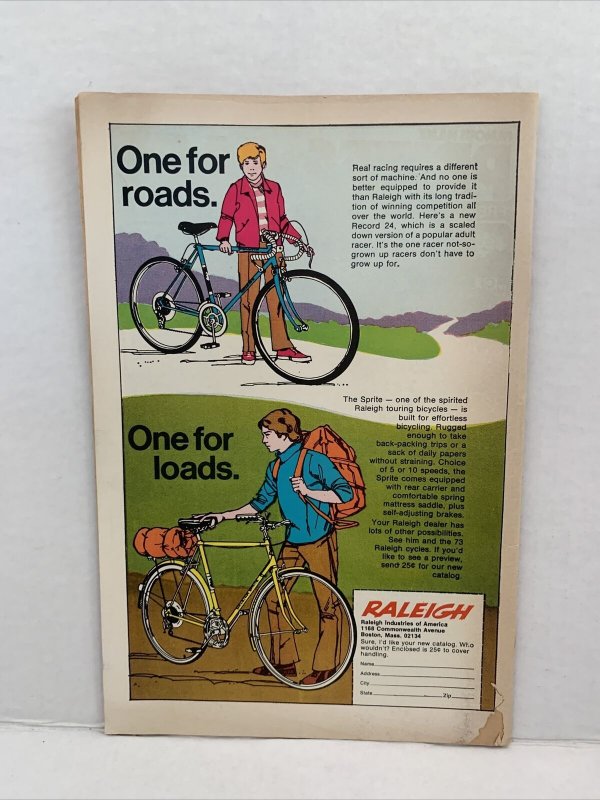 One for
roads.
Real racing requires a different
sort of machine. And no one is
better equipped to provide it
than Raleigh with its long tradi-
tion of winning competition all
over the world. Here's a new
Record 24, which is a scaled
down version of a popular adult
racer. It's the one racer not-so-
grown up racers don't have to
grow up for.
The Sprite — one of the spirited
Raleigh touring bicycles — is
built for effortless
bicycling. Rugged
enough to take
back-packing trips or a
sack of daily papers
without straining. Choice
of 5 or 10 speeds, the
Sprite comes equipped
with rear carrier and
comfortable spring
mattress saddle, plus
self-adjusting brakes.
Your Raleigh dealer has
lots of other possibilities.
See him and the 73
Raleigh cycles. If you'd
like to see a preview,
send 25¢ for our new
catalog.
One for
loads.
RALEIGH
Raleigh Industries of America
1168 Commonwealth Avenue
Boston, Mass. 02134
Sure, I'd like your new catalog. Who
wouldn't? Enclosed is 25¢ to cover
handling.
Name
Address
City
State Zip